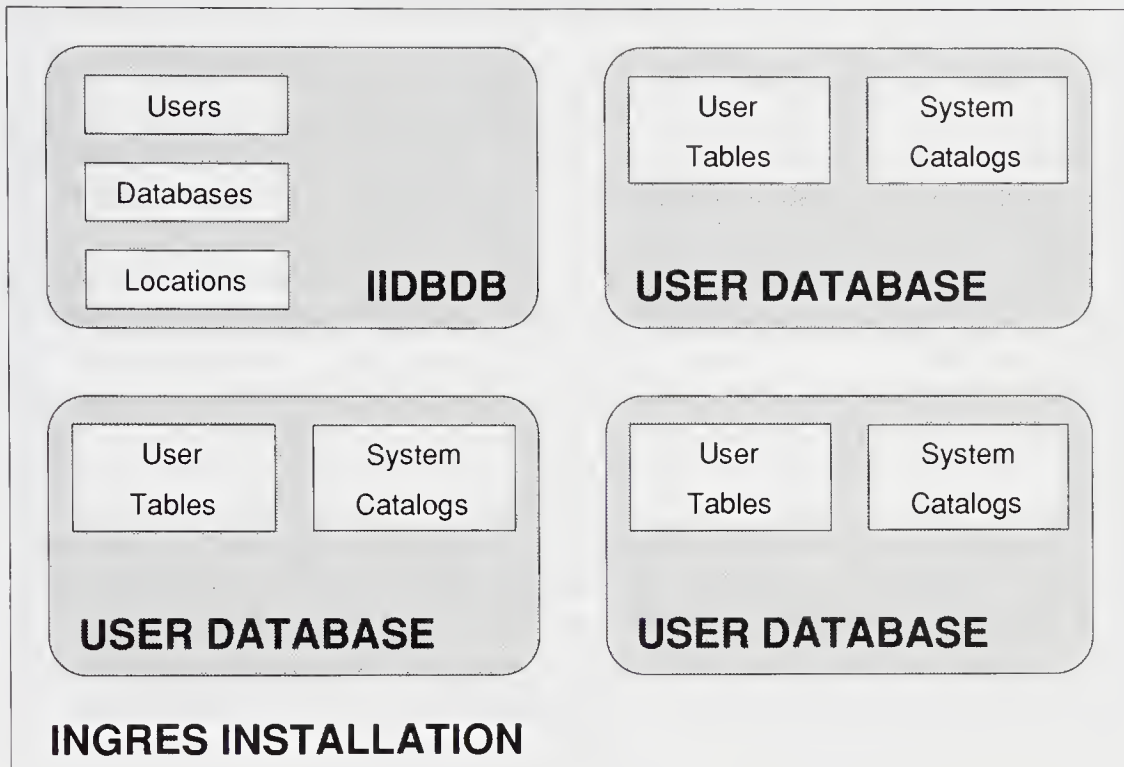 Users
Databases
Locations
IIDBDB
User
Tables
System
Catalogs
USER DATABASE
User
Tables
System
Catalogs
USER DATABASE
User
Tables
System
Catalogs
USER DATABASE
INGRES INSTALLATION